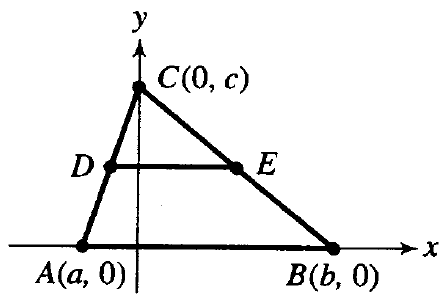 y
C(0, c)
D
E
x
A(a, 0)
B(b, 0)